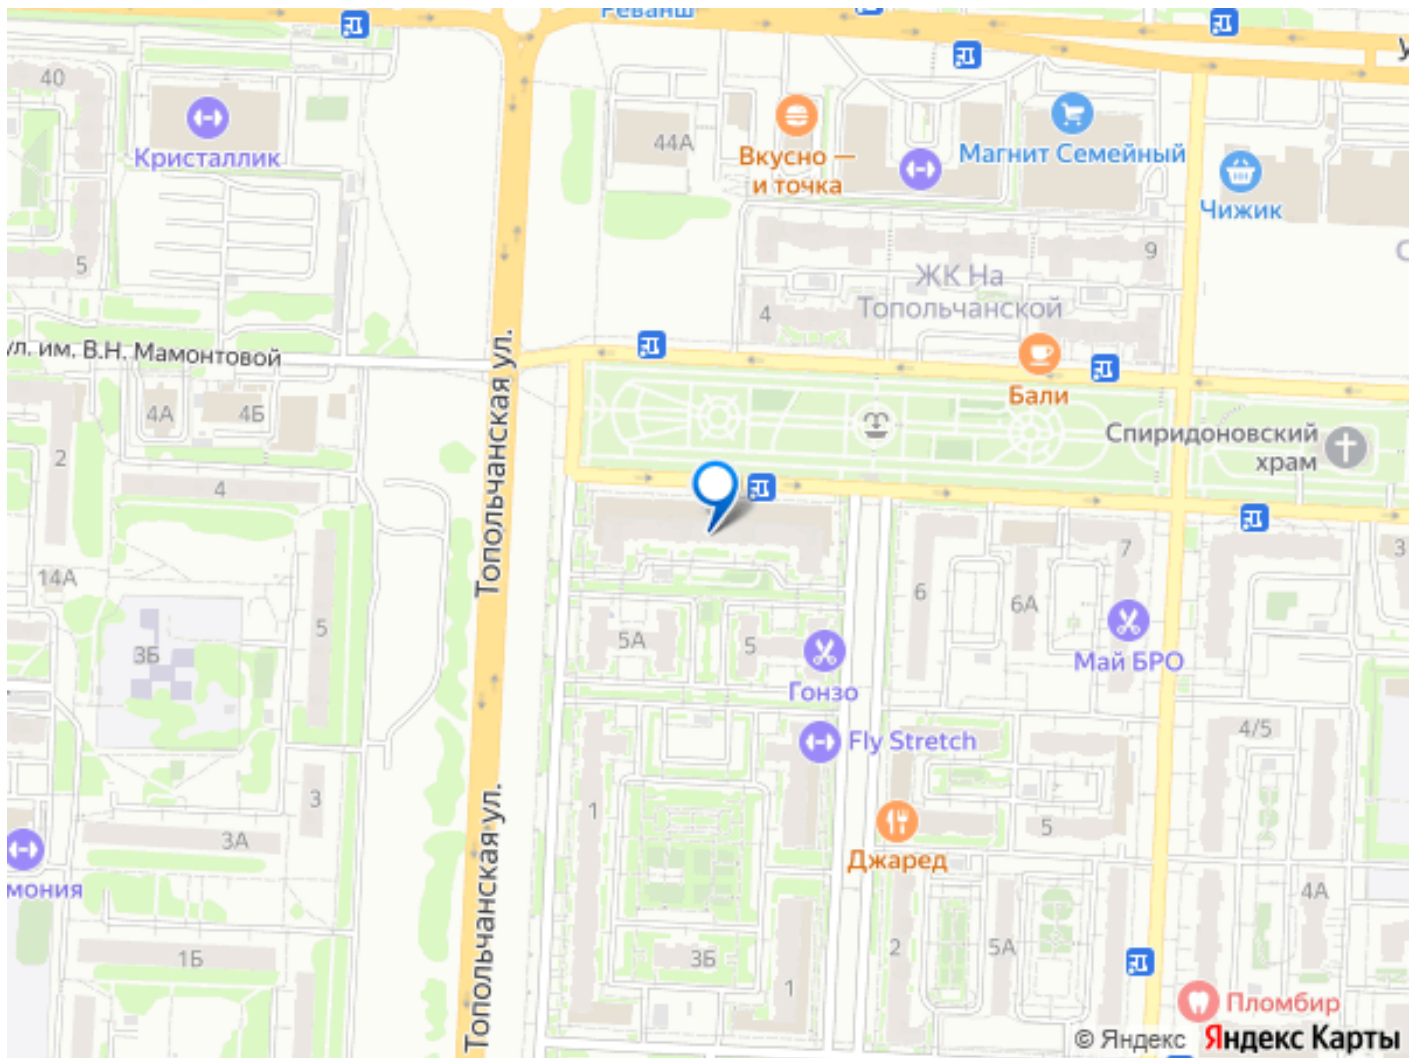 Реванш
40
Кристаллик
44А
Вкусно —
и точка
Магнит Семейный
Чижик
5
9
ЖК На
Топольчанской
4
ул. им. В.Н. Мамонтовой
Топольчанская ул.
Бали
4А
4Б
Спиридоновский
храм
2
4
7
3
14А
6
6А
5
3Б
5А
5
Май БРО
Гонзо
Fly Stretch
4/5
3
1
5
3А
Топольчанская ул.
Джаред
мония
4А
1Б
3Б
2
5А
1
Пломбир
© Яндекс Яндекс Карты